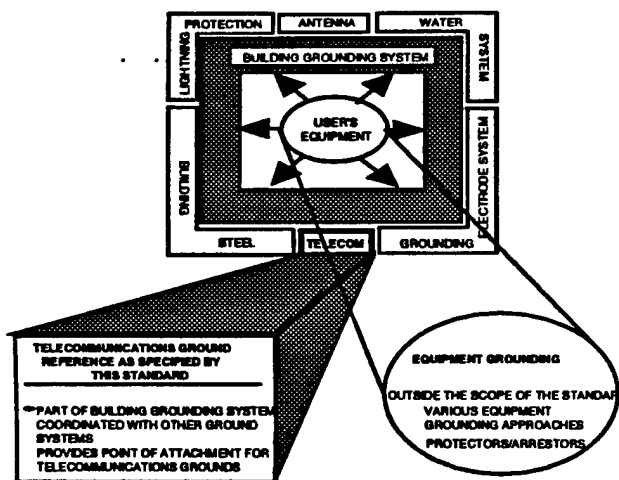 PROTECTION
ANTENNA
WATER
LIGHTNING
SYSTEM
BUILDING GROUNDING SYSTEM
USER'S
EQUIPMENT
BUILDING
ELECTRODE SYSTEM
STEEL
TELECOM
GROUNDING
TELECOMMUNICATIONS GROUND
REFERENCE AS SPECIFIED BY
THIS STANDARD
PART OF BUILDING GROUNDING SYSTEM
COORDINATED WITH OTHER GROUND
SYSTEMS
PROVIDES POINT OF ATTACHMENT FOR
TELECOMMUNICATIONS GROUNDS
EQUIPMENT GROUNDING
OUTSIDE THE SCOPE OF THE STANDAR
VARIOUS EQUIPMENT
GROUNDING APPROACHES
PROTECTORS/ARRESTORS